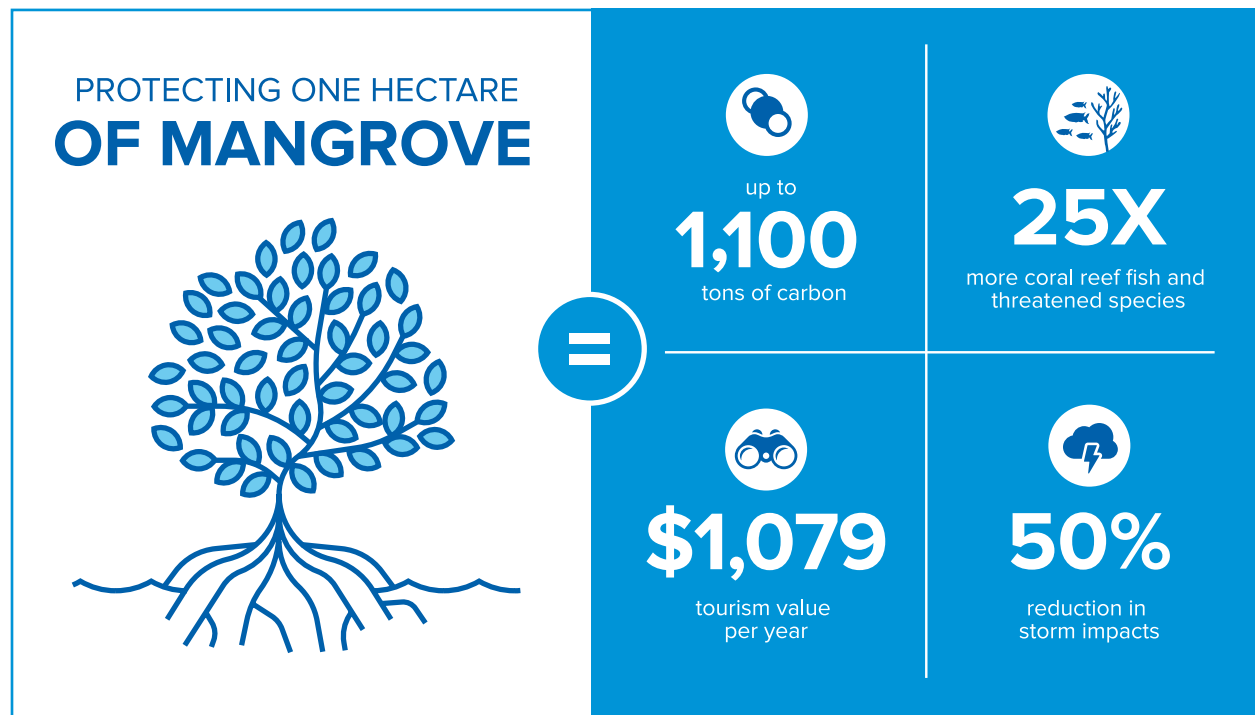 PROTECTING ONE HECTARE
OF MANGROVE
=
up to
1,100
tons of carbon
25X
more coral reef fish and
threatened species
$1,079
tourism value
per year
50%
reduction in
storm impacts